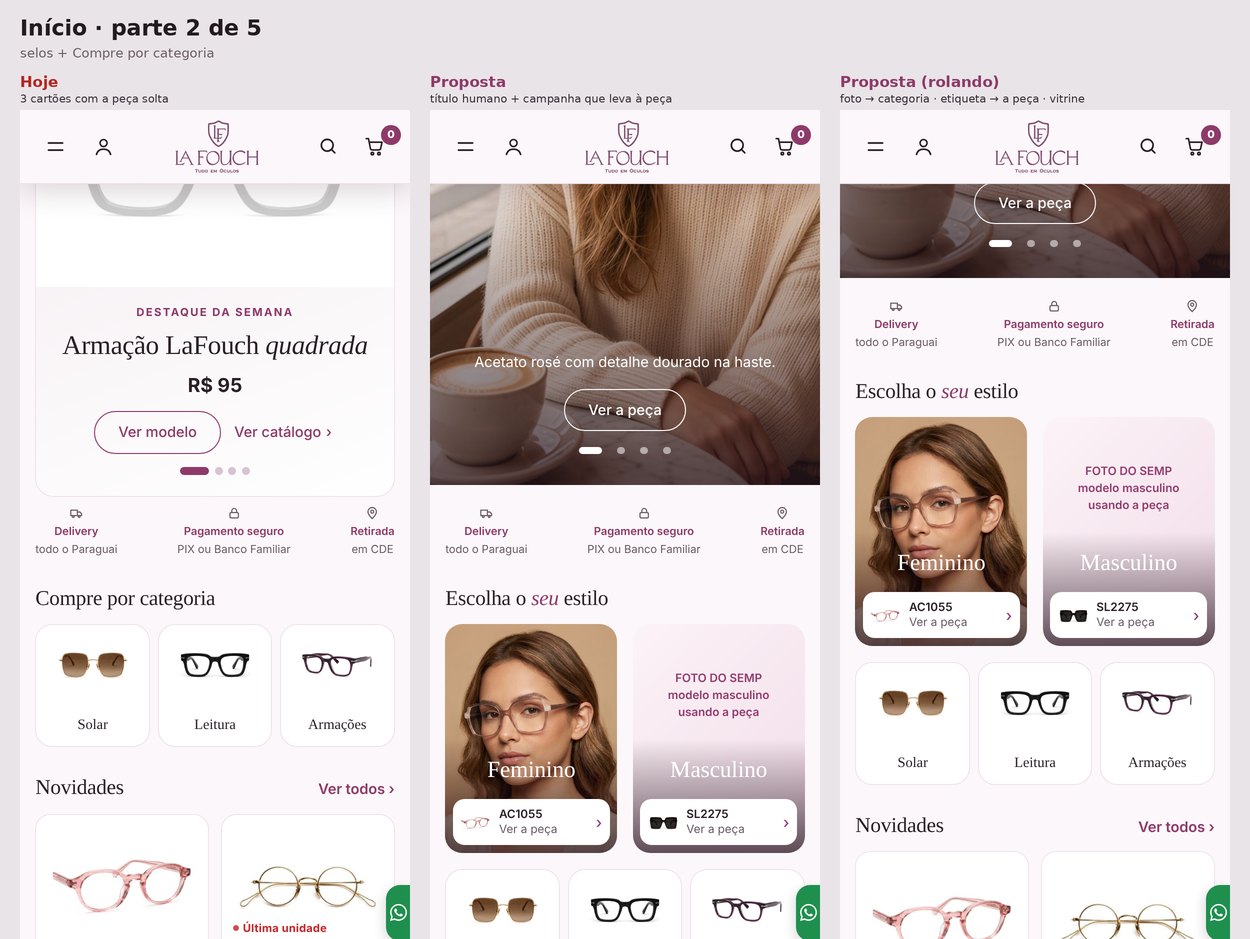 Início · parte 2 de 5
selos + Compre por categoria
Hoje
3 cartões com a peça solta
0
LF
LA FOUCH
TUDO EM ÓCULOS
DESTAQUE DA SEMANA
Armação LaFouch quadrada
R$ 95
Ver modelo
Ver catálogo ›
Delivery
todo o Paraguai
Pagamento seguro
PIX ou Banco Familiar
Retirada
em CDE
Compre por categoria
Solar
Leitura
Armações
Novidades
Ver todos ›
Última unidade
Proposta
título humano + campanha que leva à peça
0
LF
LA FOUCH
TUDO EM ÓCULOS
Acetato rosé com detalhe dourado na haste.
Ver a peça
Delivery
todo o Paraguai
Pagamento seguro
PIX ou Banco Familiar
Retirada
em CDE
Escolha o seu estilo
Feminino
AC1055
Ver a peça ›
FOTO DO SEMP
modelo masculino
usando a peça
Masculino
SL2275
Ver a peça ›
Proposta (rolando)
foto → categoria · etiqueta → a peça · vitrine
0
LF
LA FOUCH
TUDO EM ÓCULOS
Ver a peça
Delivery
todo o Paraguai
Pagamento seguro
PIX ou Banco Familiar
Retirada
em CDE
Escolha o seu estilo
Feminino
AC1055
Ver a peça ›
FOTO DO SEMP
modelo masculino
usando a peça
Masculino
SL2275
Ver a peça ›
Solar
Leitura
Armações
Novidades
Ver todos ›